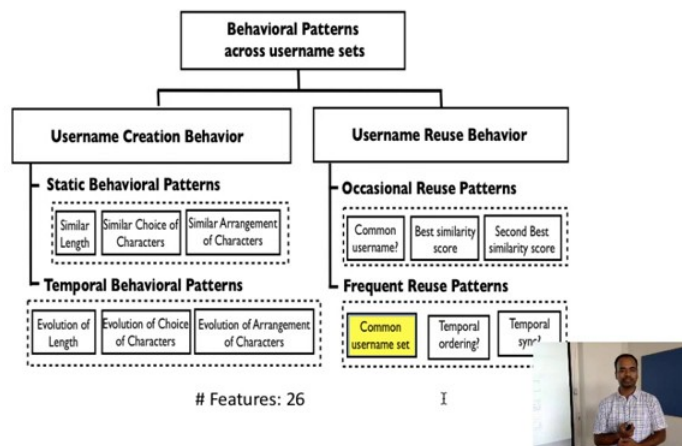 Behavioral Patterns
across username sets
Username Creation Behavior
Static Behavioral Patterns
Similar
Length
Similar Choice of
Characters
Similar Arrangement
of Characters
Temporal Behavioral Patterns
Evolution of
Length
Evolution of Choice
of Characters
Evolution of Arrangement
of Characters
Username Reuse Behavior
Occasional Reuse Patterns
Common
username?
Best similarity
score
Second Best
similarity score
Frequent Reuse Patterns
Common
username set
Temporal
ordering?
Temporal
sync?
# Features: 26